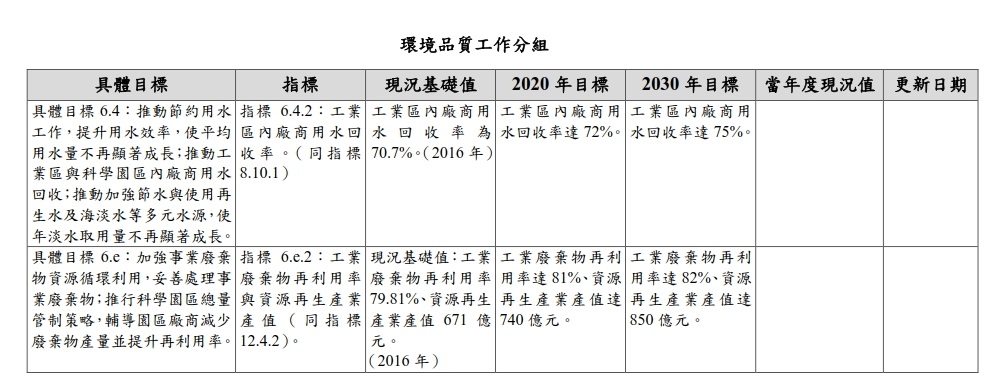 環境品質工作分組
具體目標 指標 現況基礎值 2020 年目標 2030 年目標 當年度現況值 更新日期
具體目標 6.4：推動節約用水
工作，提升用水效率，使平均
用水量不再顯著成長；推動工
業區與科學園區內廠商用水
回收；推動加強節水與使用再
生水及海淡水等多元水源，使
年淡水取用量不再顯著成長。
指標 6.4.2：工業
區內廠商用水回
收率。（同指標
8.10.1）
工業區內廠商用
水回收率為
70.7%。（2016 年）
工業區內廠商用
水回收率達 72%。
工業區內廠商用
水回收率達 75%。
具體目標 6.e：加強事業廢棄
物資源循環利用，妥善處理事
業廢棄物；推行科學園區總量
管制策略，輔導園區廠商減少
廢棄物產量並提升再利用率。
指標 6.e.2：工業
廢棄物再利用率
與資源再生產業
產值（同指標
12.4.2）。
現況基礎值：工業
廢棄物再利用率
79.81%、資源再生
產業產值 671 億
元。
（2016 年）
工業廢棄物再利
用率達 81%、資源
再生產業產值達
740 億元。
工業廢棄物再利
用率達 82%、資源
再生產業產值達
850 億元。